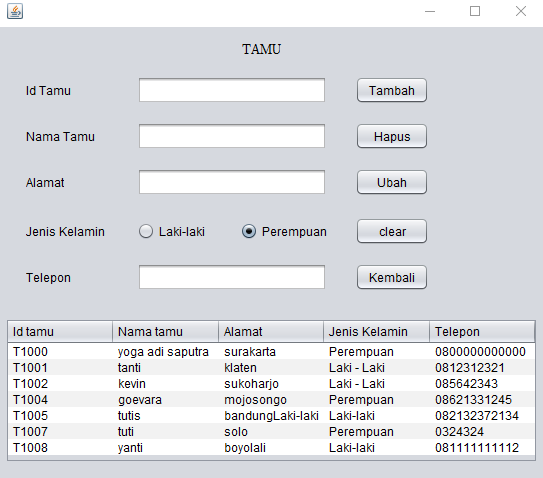 TAMU
Id Tamu Tambah
Nama Tamu Hapus
Alamat Ubah
Jenis Kelamin Laki-laki Perempuan clear
Telepon Kembali
Id tamu Nama tamu Alamat Jenis Kelamin Telepon
T1000 yoga adi saputra surakarta Perempuan 0800000000000
T1001 tanti klaten Laki - Laki 0812312321
T1002 kevin sukoharjo Laki - Laki 085642343
T1004 goevara mojosongo Perempuan 08621331245
T1005 tutis bandungLaki-laki Laki-laki 082132372134
T1007 tuti solo Perempuan 0324324
T1008 yanti boyolali Laki-laki 081111111112